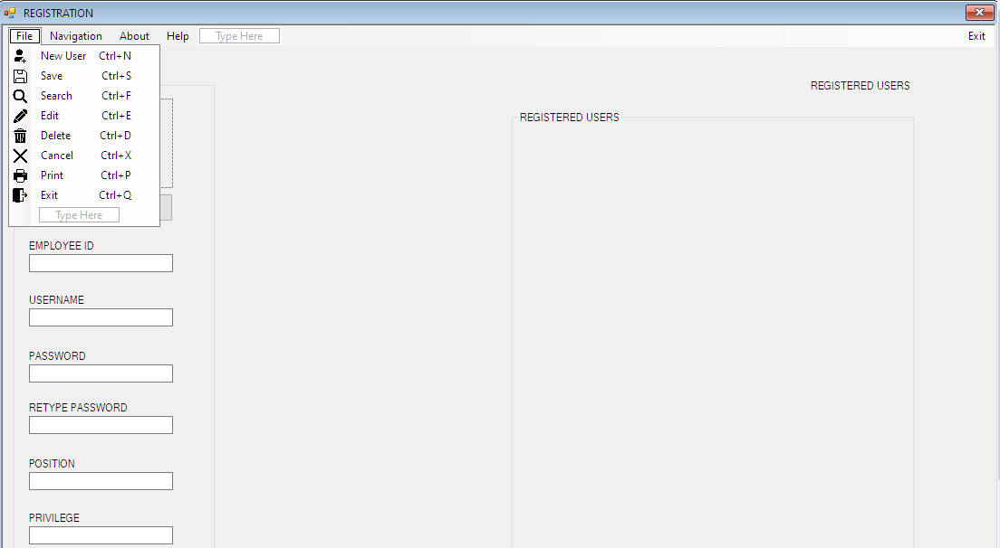 REGISTRATION
File Navigation About Help Type Here Exit
New User Ctrl+N
Save Ctrl+S
Search Ctrl+F
Edit Ctrl+E
Delete Ctrl+D
Cancel Ctrl+X
Print Ctrl+P
Exit Ctrl+Q
Type Here
REGISTERED USERS
REGISTERED USERS
EMPLOYEE ID
USERNAME
PASSWORD
RETYPE PASSWORD
POSITION
PRIVILEGE